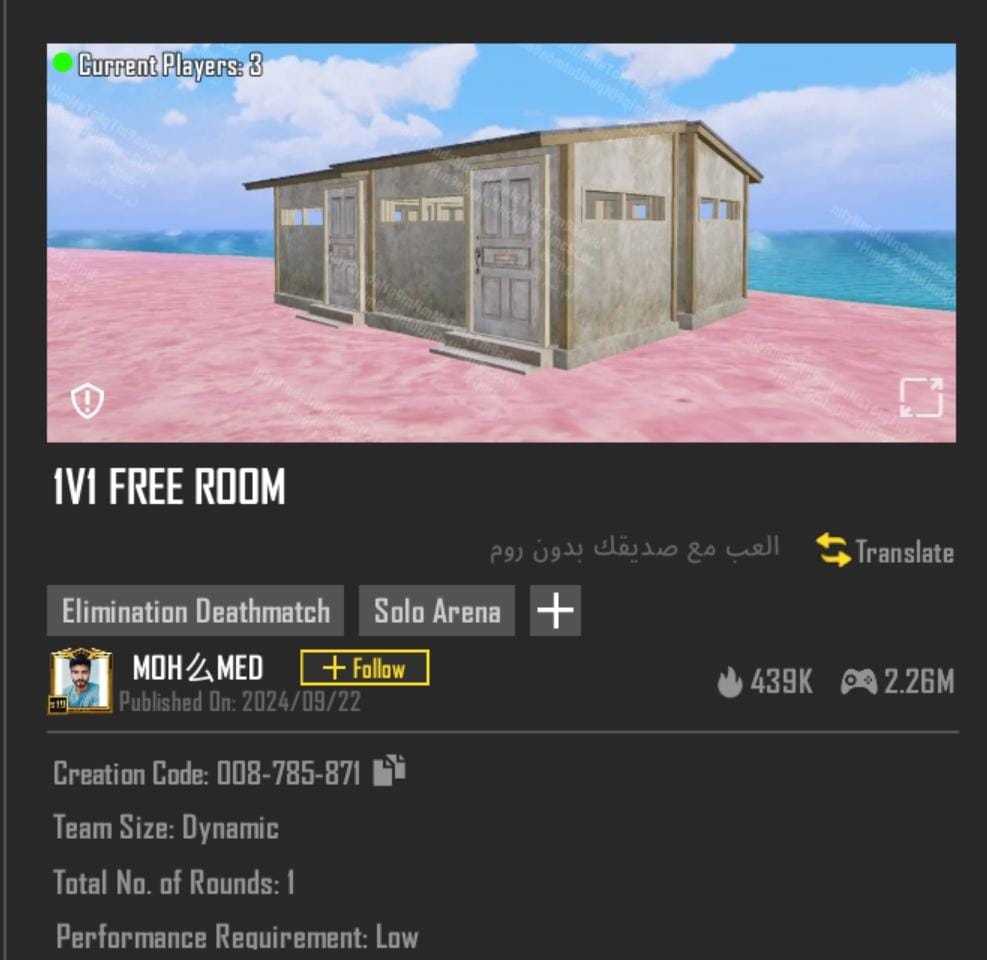 Current Players: 3
1V1 FREE ROOM
العب مع صديقك بدون روم
Translate
Elimination Deathmatch
Solo Arena
MOH么MED
+ Follow
Published On: 2024/09/22
439K
2.26M
Creation Code: 008-785-871
Team Size: Dynamic
Total No. of Rounds: 1
Performance Requirement: Low